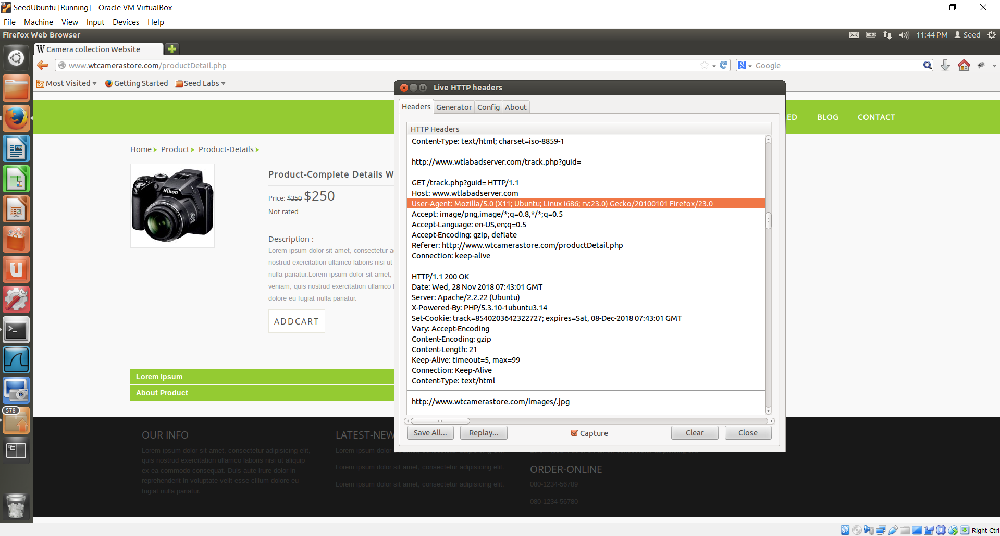 SeedUbuntu [Running] - Oracle VM VirtualBox
File Machine View Input Devices Help
Firefox Web Browser
11:44 PM Seed
W Camera collection Website
www.wtcamerastore.com/productDetail.php
8 Google
Most Visited Getting Started Seed Labs
Live HTTP headers
Headers Generator Config About
RED BLOG CONTACT
HTTP Headers
Content-Type: text/html; charset=iso-8859-1
http://www.wtlabadserver.com/track.php?guid=
GET /track.php?guid= HTTP/1.1
Host: www.wtlabadserver.com
User-Agent: Mozilla/5.0 (X11; Ubuntu; Linux i686; rv:23.0) Gecko/20100101 Firefox/23.0
Accept: image/png,image/*;q=0.8,*/*;q=0.5
Accept-Language: en-US,en;q=0.5
Accept-Encoding: gzip, deflate
Referer: http://www.wtcamerastore.com/productDetail.php
Connection: keep-alive
HTTP/1.1 200 OK
Date: Wed, 28 Nov 2018 07:43:01 GMT
Server: Apache/2.2.22 (Ubuntu)
X-Powered-By: PHP/5.3.10-1ubuntu3.14
Set-Cookie: track=8540203642322727; expires=Sat, 08-Dec-2018 07:43:01 GMT
Vary: Accept-Encoding
Content-Encoding: gzip
Content-Length: 21
Keep-Alive: timeout=5, max=99
Connection: Keep-Alive
Content-Type: text/html
http://www.wtcamerastore.com/images/.jpg
Save All... Replay... Capture Clear Close
Home Product Product-Details
Nikon
Product-Complete Details W
Price: $350 $250
Not rated
Description :
Lorem ipsum dolor sit amet, consectetur a
nostrud exercitation ullamco laboris nisi ut
nulla pariatur.Lorem ipsum dolor sit amet,
veniam, quis nostrud exercitation ullamco
dolore eu fugiat nulla pariatur.
ADDCART
Lorem Ipsum
About Product
578
OUR INFO
Lorem ipsum dolor sit amet, consectetur adipisicing elit,
quis nostrud exercitation ullamco laboris nisi ut aliquip
ex ea commodo consequat. Duis aute irure dolor in
reprehenderit in voluptate velit esse cillum dolore eu
fugiat nulla pariatur.
LATEST-NEW
Lorem ipsum dolor sit amet, consectetur adipisicing elit.
Lorem ipsum dolor sit amet, consectetur adipisicing elit.
Lorem ipsum dolor sit amet, consectetur adipisicing elit.
ORDER-ONLINE
080-1234-56789
080-1234-56780
Right Ctrl